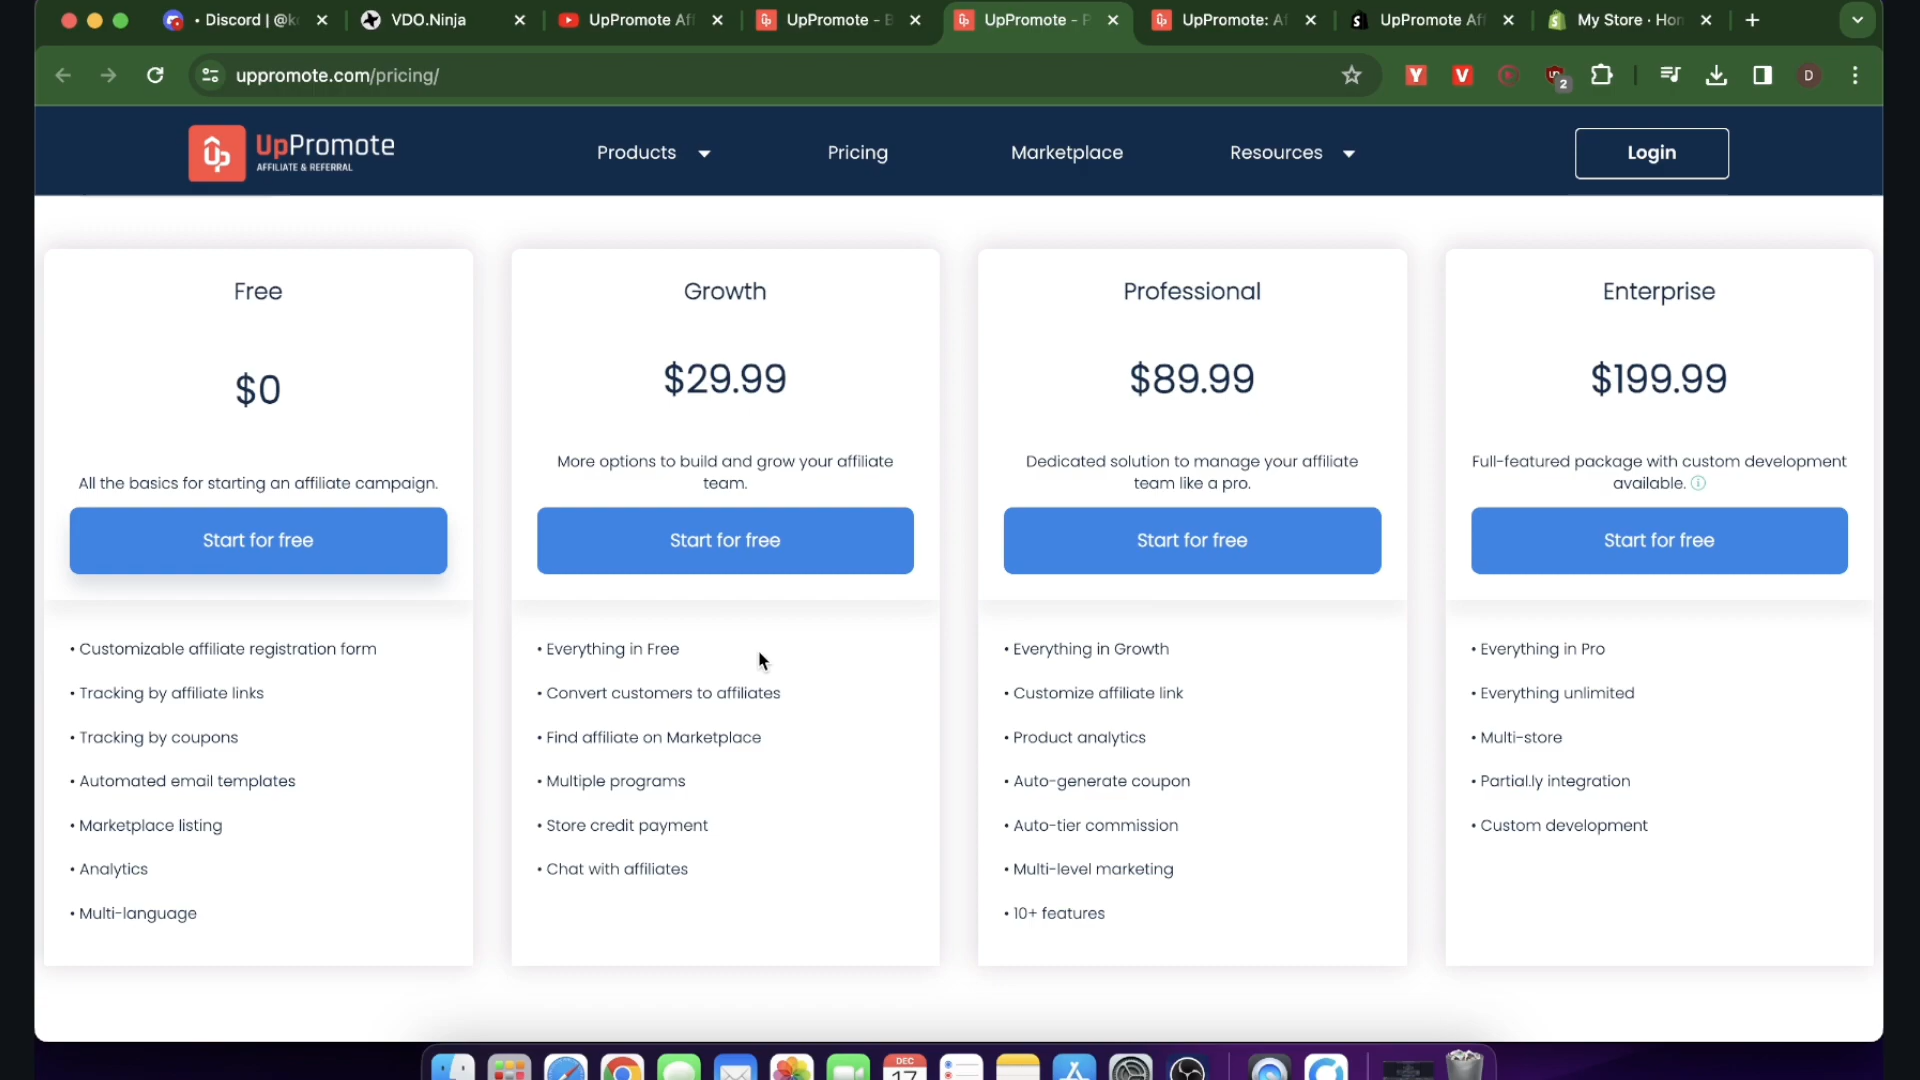 • Discord | @k
VDO.Ninja
UpPromote Af
UpPromote - B
UpPromote - P
UpPromote: A
UpPromote Af
My Store · Hom
uppromote.com/pricing/
2
D
UpPromote
AFFILIATE & REFERRAL
Products
Pricing
Marketplace
Resources
Login
Free
$0
All the basics for starting an affiliate campaign.
Start for free
• Customizable affiliate registration form
• Tracking by affiliate links
• Tracking by coupons
• Automated email templates
• Marketplace listing
• Analytics
• Multi-language
Growth
$29.99
More options to build and grow your affiliate
team.
Start for free
• Everything in Free
• Convert customers to affiliates
• Find affiliate on Marketplace
• Multiple programs
• Store credit payment
• Chat with affiliates
Professional
$89.99
Dedicated solution to manage your affiliate
team like a pro.
Start for free
• Everything in Growth
• Customize affiliate link
• Product analytics
• Auto-generate coupon
• Auto-tier commission
• Multi-level marketing
• 10+ features
Enterprise
$199.99
Full-featured package with custom development
available.
Start for free
• Everything in Pro
• Everything unlimited
• Multi-store
• Partial.ly integration
• Custom development
DEC
17